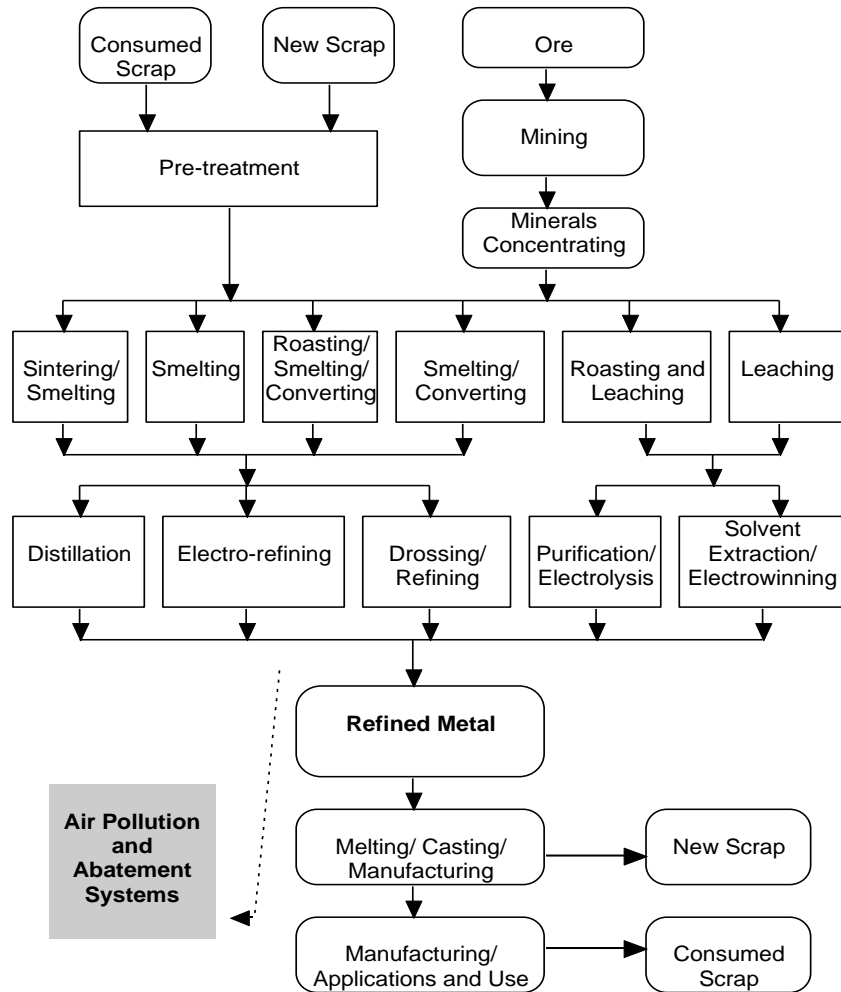 Consumed
Scrap
New Scrap
Ore
Mining
Pre-treatment
Minerals
Concentrating
Sintering/
Smelting
Smelting
Roasting/
Smelting/
Converting
Smelting/
Converting
Roasting and
Leaching
Leaching
Distillation
Electro-refining
Drossing/
Refining
Purification/
Electrolysis
Solvent
Extraction/
Electrowinning
Refined Metal
Air Pollution
and
Abatement
Systems
Melting/ Casting/
Manufacturing
New Scrap
Manufacturing/
Applications and Use
Consumed
Scrap